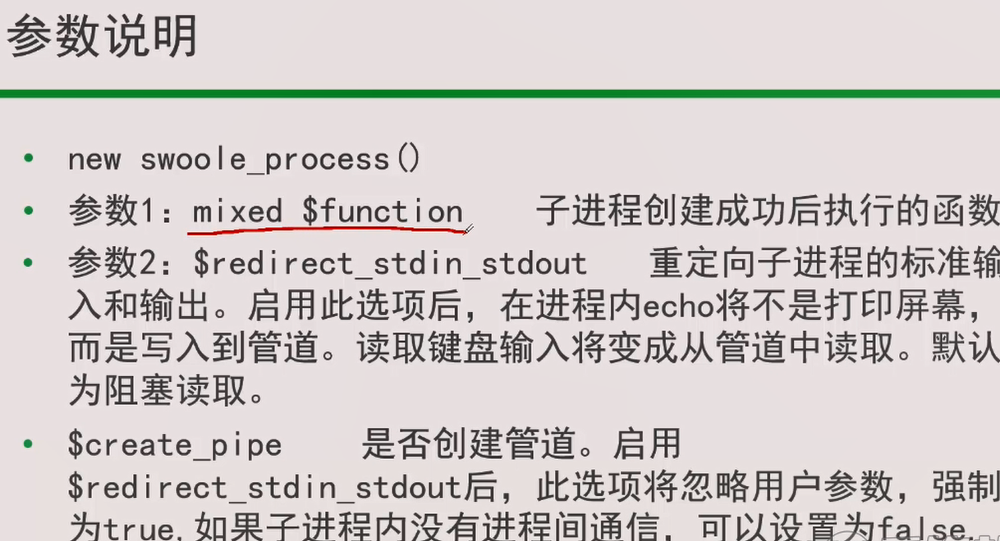 参数说明
• new swoole_process()
• 参数1：mixed $function 子进程创建成功后执行的函数
• 参数2：$redirect_stdin_stdout 重定向子进程的标准输
入和输出。启用此选项后，在进程内echo将不是打印屏幕，
而是写入到管道。读取键盘输入将变成从管道中读取。默认
为阻塞读取。
• $create_pipe 是否创建管道。启用
$redirect_stdin_stdout后，此选项将忽略用户参数，强制
为true.如果子进程内没有进程间通信，可以设置为false.